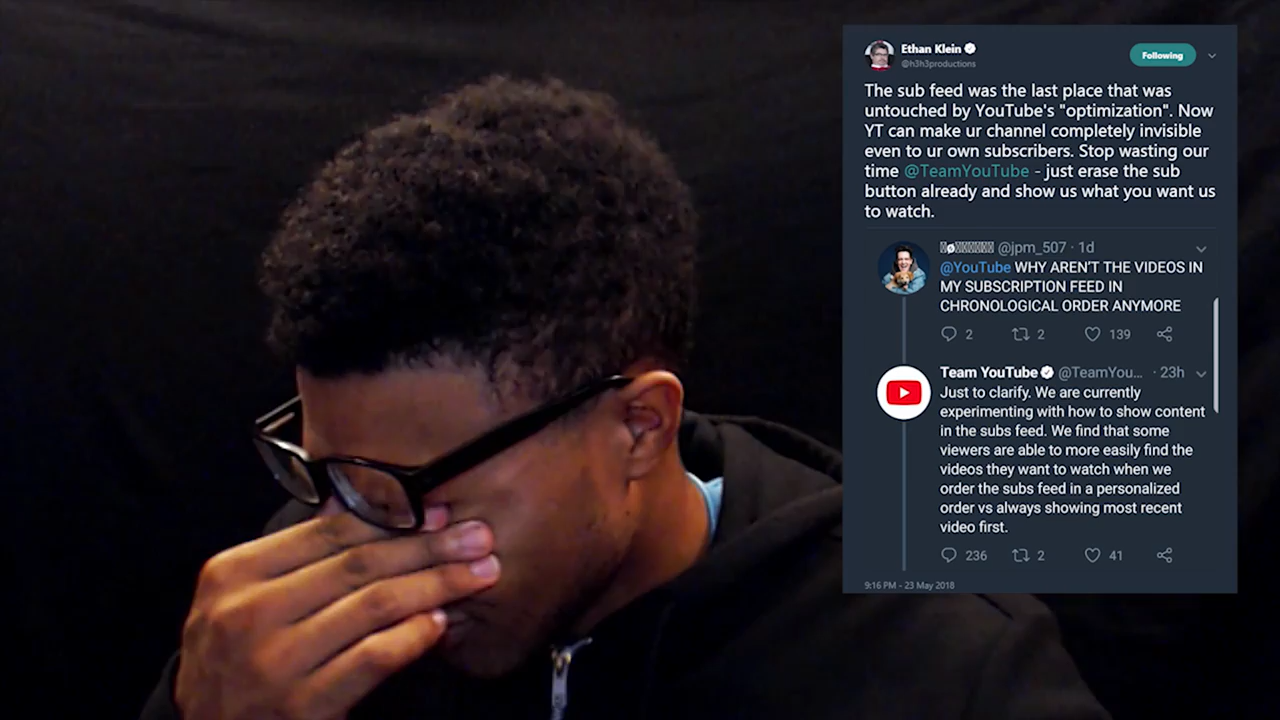 Ethan Klein
@h3h3productions
Following
The sub feed was the last place that was
untouched by YouTube's "optimization". Now
YT can make ur channel completely invisible
even to ur own subscribers. Stop wasting our
time @TeamYouTube - just erase the sub
button already and show us what you want us
to watch.
@jpm_507 · 1d
@YouTube WHY AREN'T THE VIDEOS IN
MY SUBSCRIPTION FEED IN
CHRONOLOGICAL ORDER ANYMORE
2 2 139
Team YouTube @TeamYou... · 23h
Just to clarify. We are currently
experimenting with how to show content
in the subs feed. We find that some
viewers are able to more easily find the
videos they want to watch when we
order the subs feed in a personalized
order vs always showing most recent
video first.
236 2 41
9:16 PM - 23 May 2018